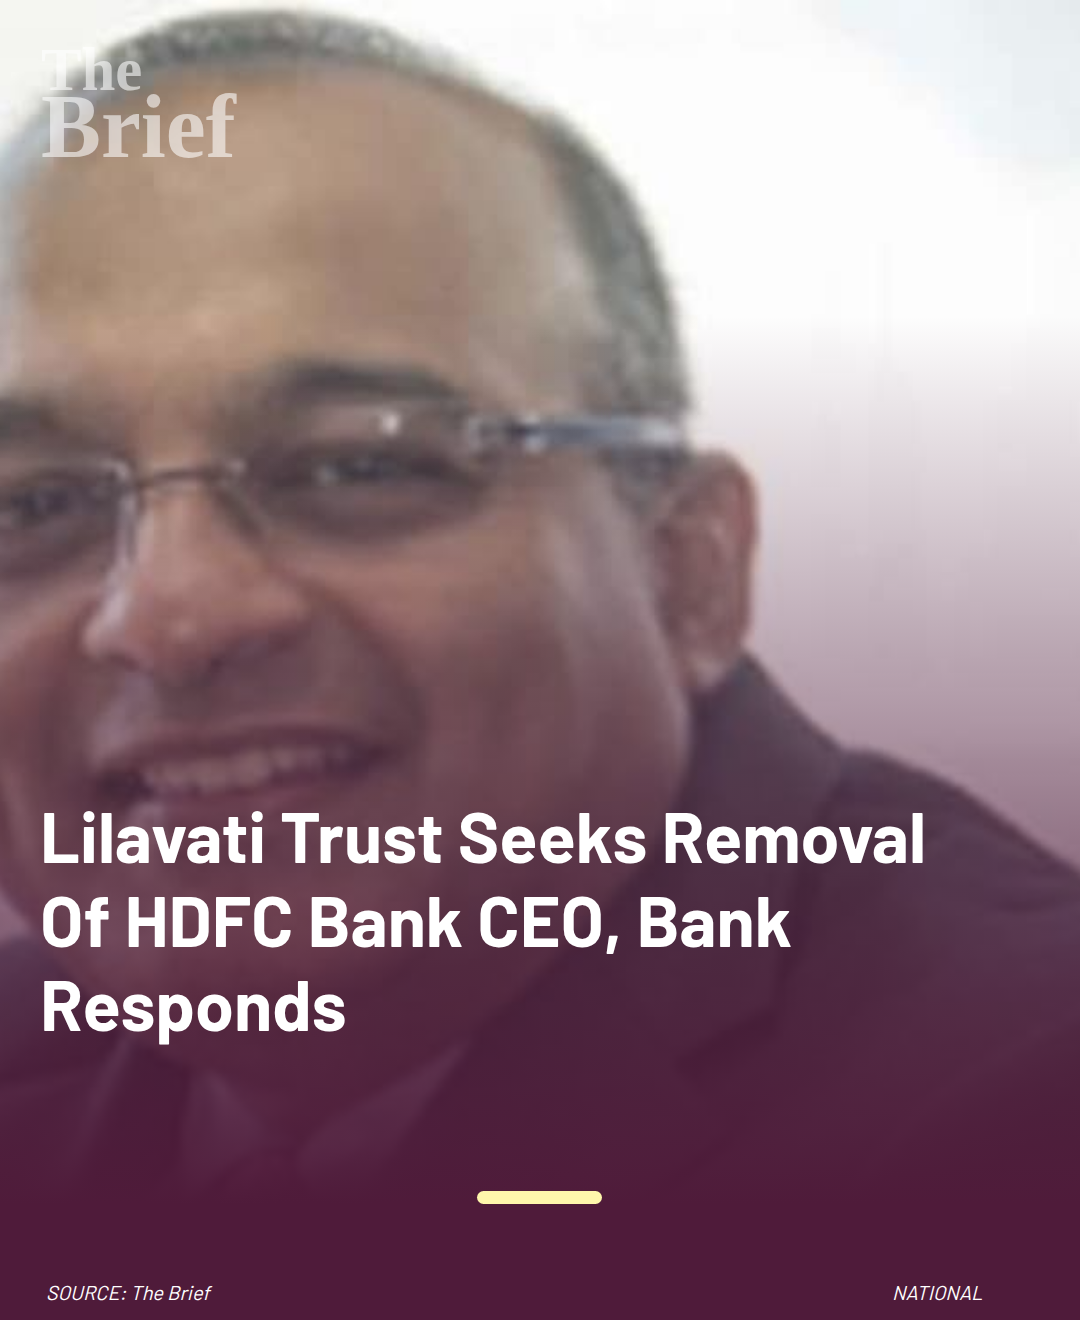 The
Brief
Lilavati Trust Seeks Removal
Of HDFC Bank CEO, Bank
Responds
SOURCE: The Brief
NATIONAL